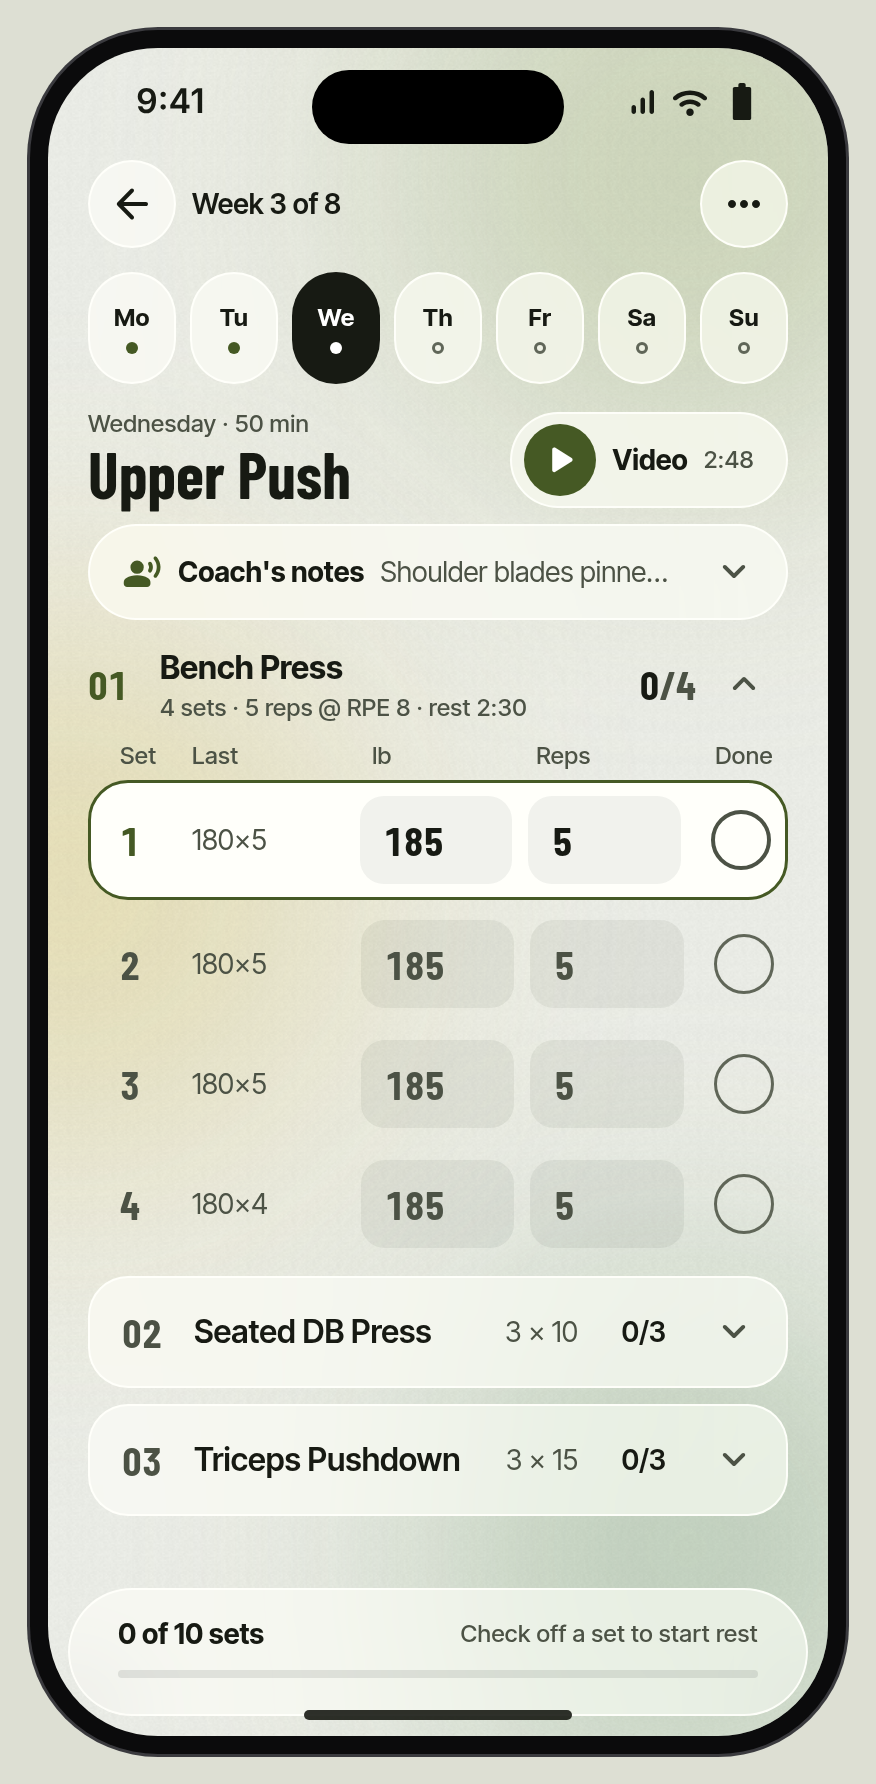 9:41
Week 3 of 8
Mo Tu We Th Fr Sa Su
Wednesday · 50 min
Upper Push
Video 2:48
Coach's notes Shoulder blades pinne...
01 Bench Press 0/4
4 sets · 5 reps @ RPE 8 · rest 2:30
Set Last lb Reps Done
1 180×5 185 5
2 180×5 185 5
3 180×5 185 5
4 180×4 185 5
02 Seated DB Press 3 × 10 0/3
03 Triceps Pushdown 3 × 15 0/3
0 of 10 sets Check off a set to start rest